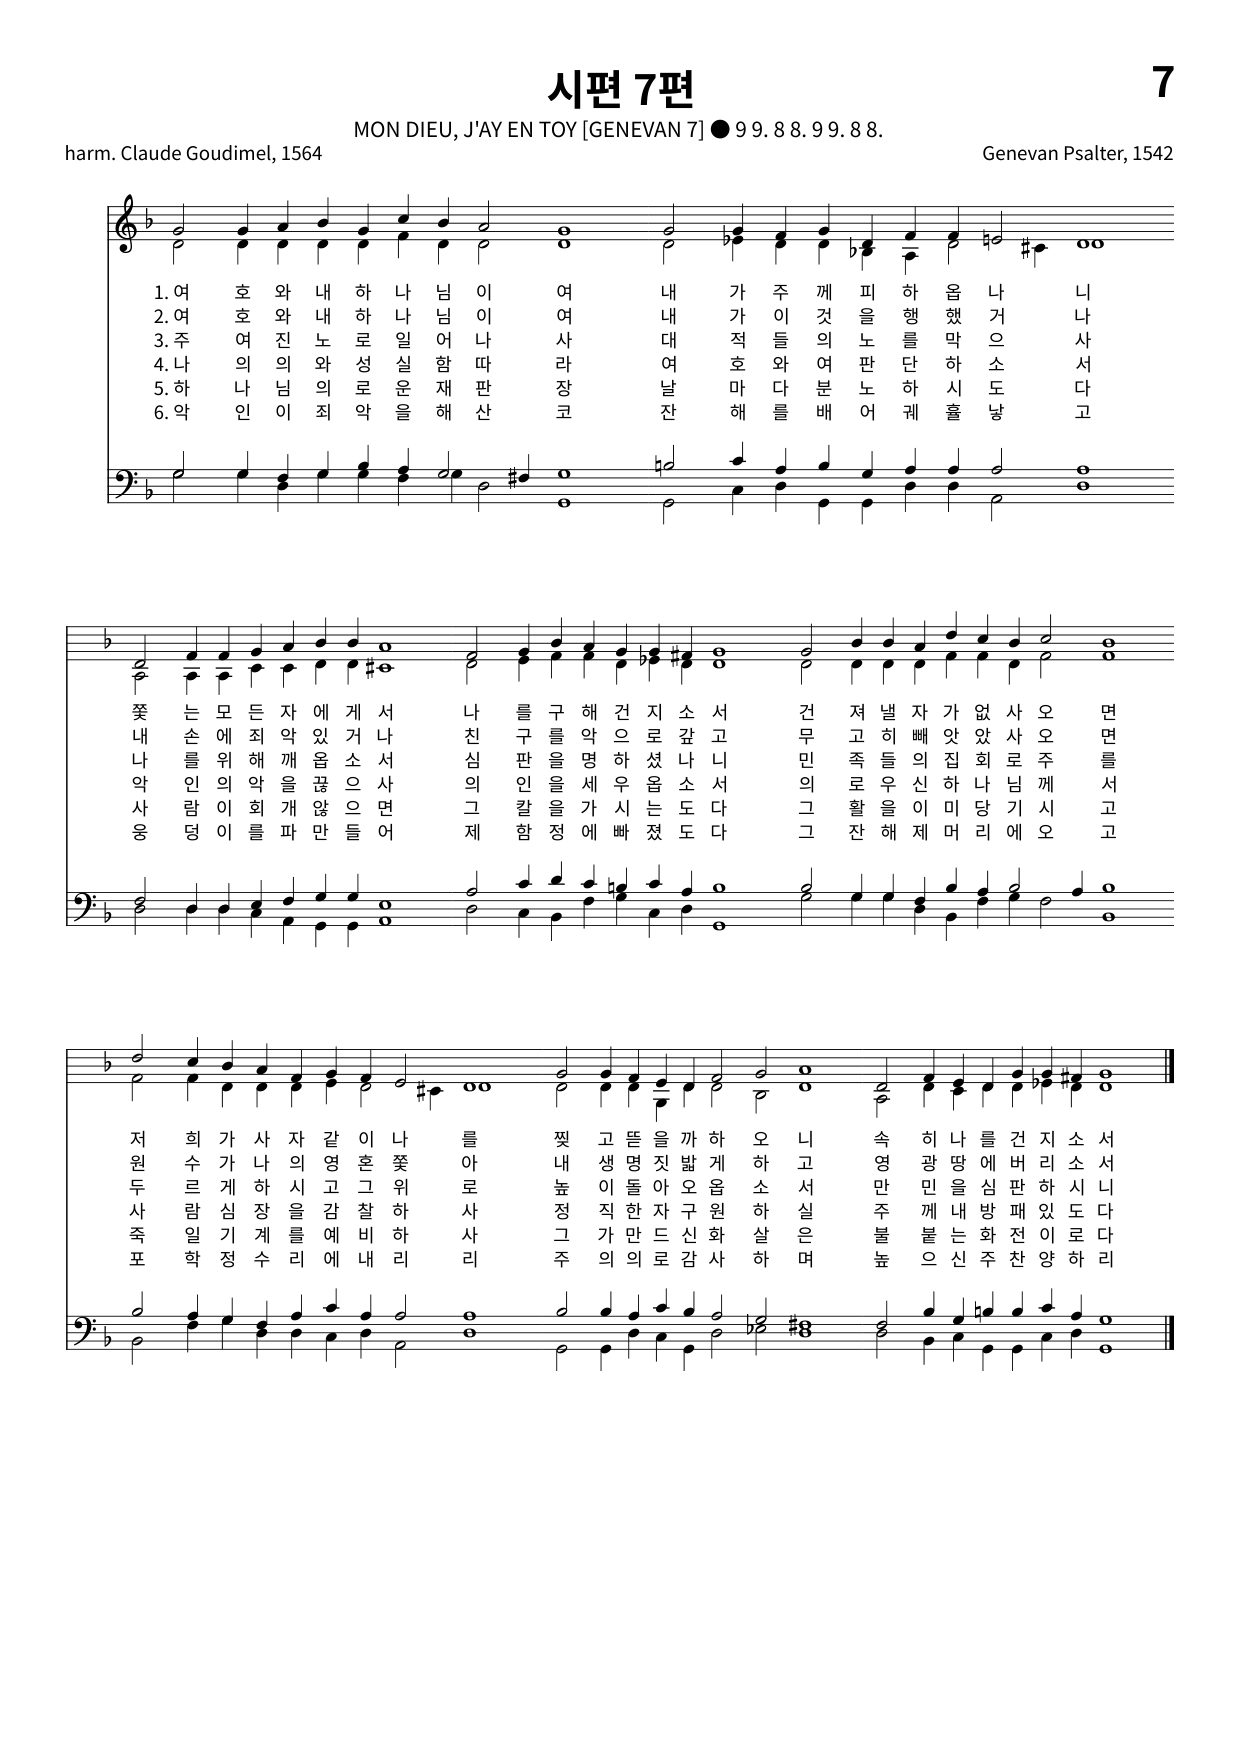 시편 7편
7
MON DIEU, J'AY EN TOY [GENEVAN 7] ● 9 9. 8 8. 9 9. 8 8.
harm. Claude Goudimel, 1564
Genevan Psalter, 1542
1. 여 호 와 내 하 나 님 이 여 내 가 주 께 피 하 옵 나 니
2. 여 호 와 내 하 나 님 이 여 내 가 이 것 을 행 했 거 나
3. 주 여 진 노 로 일 어 나 사 대 적 들 의 노 를 막 으 사
4. 나 의 의 와 성 실 함 따 라 여 호 와 여 판 단 하 소 서
5. 하 나 님 의 로 운 재 판 장 날 마 다 분 노 하 시 도 다
6. 악 인 이 죄 악 을 해 산 코 잔 해 를 배 어 궤 휼 낳 고
쫓 는 모 든 자 에 게 서 나 를 구 해 건 지 소 서 건 져 낼 자 가 없 사 오 면
내 손 에 죄 악 있 거 나 친 구 를 악 으 로 갚 고 무 고 히 빼 앗 았 사 오 면
나 를 위 해 깨 옵 소 서 심 판 을 명 하 셨 나 니 민 족 들 의 집 회 로 주 를
악 인 의 악 을 끊 으 사 의 인 을 세 우 옵 소 서 의 로 우 신 하 나 님 께 서
사 람 이 회 개 않 으 면 그 칼 을 가 시 는 도 다 그 활 을 이 미 당 기 시 고
웅 덩 이 를 파 만 들 어 제 함 정 에 빠 졌 도 다 그 잔 해 제 머 리 에 오 고
저 희 가 사 자 같 이 나 를 찢 고 뜯 을 까 하 오 니 속 히 나 를 건 지 소 서
원 수 가 나 의 영 혼 쫓 아 내 생 명 짓 밟 게 하 고 영 광 땅 에 버 리 소 서
두 르 게 하 시 고 그 위 로 높 이 돌 아 오 옵 소 서 만 민 을 심 판 하 시 니
사 람 심 장 을 감 찰 하 사 정 직 한 자 구 원 하 실 주 께 내 방 패 있 도 다
죽 일 기 계 를 예 비 하 사 그 가 만 드 신 화 살 은 불 붙 는 화 전 이 로 다
포 학 정 수 리 에 내 리 리 주 의 의 로 감 사 하 며 높 으 신 주 찬 양 하 리